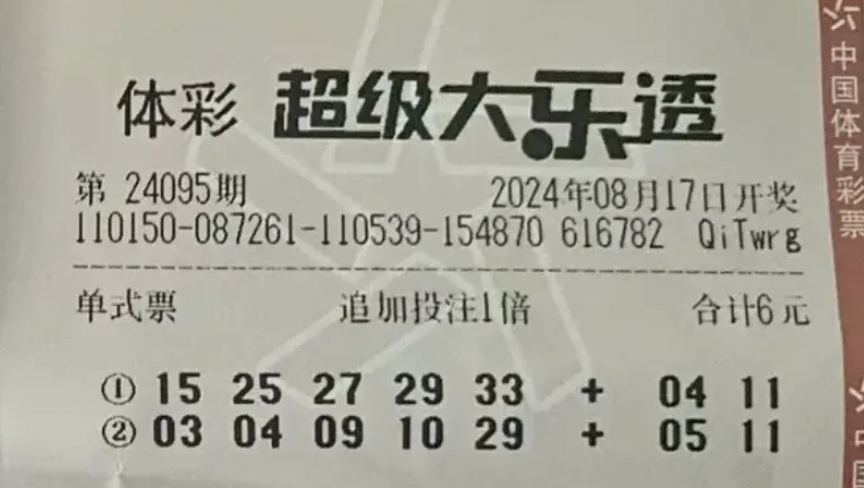 体彩 超级大乐透
第 24095期 2024年08月17日开奖
110150-087261-110539-154870 616782 QiTwrg
单式票 追加投注1倍 合计6元
① 15 25 27 29 33 + 04 11
② 03 04 09 10 29 + 05 11
中国体育彩票
中国